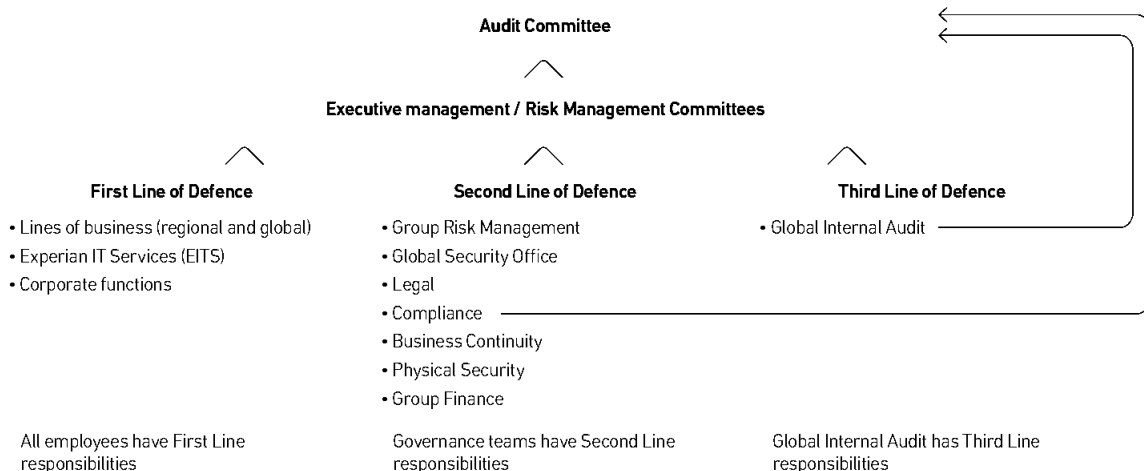 Audit Committee
Executive management / Risk Management Committees
First Line of Defence
• Lines of business (regional and global)
• Experian IT Services (EITS)
• Corporate functions
All employees have First Line
responsibilities
Second Line of Defence
• Group Risk Management
• Global Security Office
• Legal
• Compliance
• Business Continuity
• Physical Security
• Group Finance
Governance teams have Second Line
responsibilities
Third Line of Defence
• Global Internal Audit
Global Internal Audit has Third Line
responsibilities